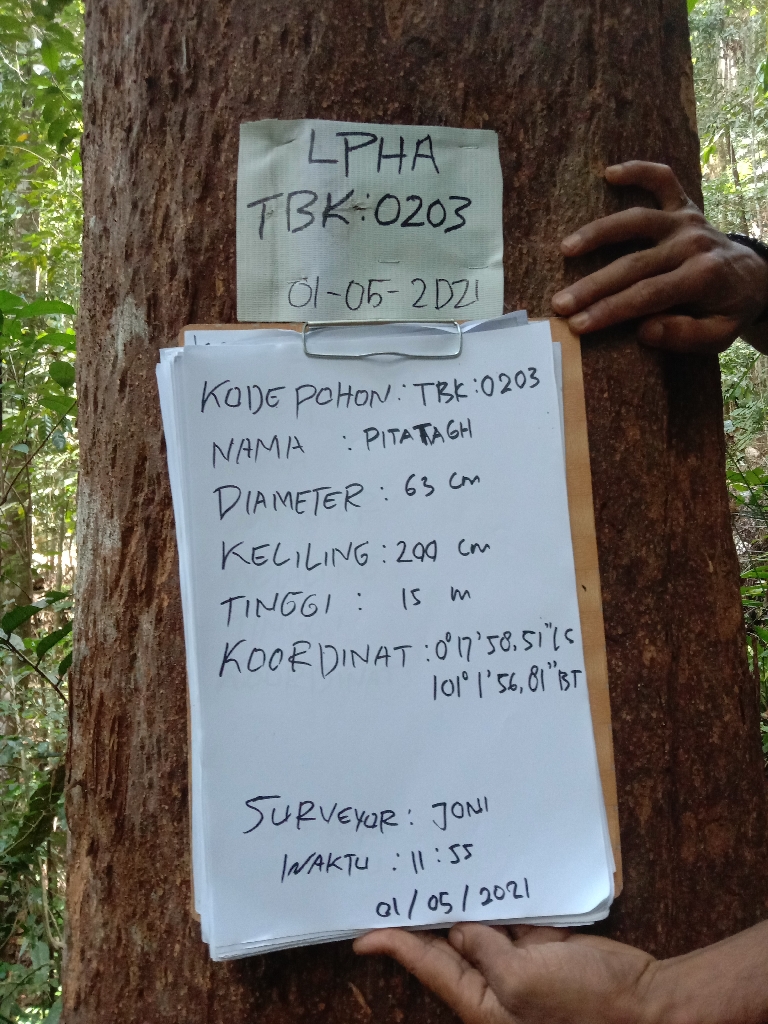 LPHA
TBK:0203
01-05-2021
KODE POHON: TBK:0203
NAMA : PITATAGH
DIAMETER : 63 cm
KELILING: 200 cm
TINGGI : 15 m
KOORDINAT : 0°17'58,51"LS
101°1'56,81"BT
SURVEYOR: JONI
WAKTU : 11:55
01/05/2021